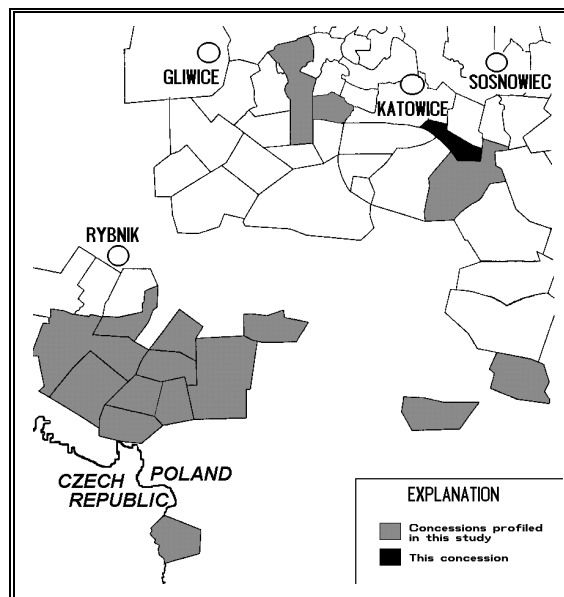 GLIWICE
SOSNOWIEC
KATOWICE
RYBNIK
CZECH POLAND
REPUBLIC
EXPLANATION
Concessions profiled
in this study
This concession